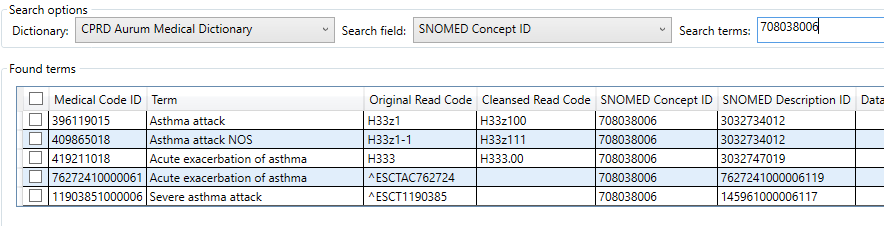 Search options
Dictionary: CPRD Aurum Medical Dictionary Search field: SNOMED Concept ID Search terms: 708038006
Found terms
Medical Code ID Term Original Read Code Cleansed Read Code SNOMED Concept ID SNOMED Description ID Data
396119015 Asthma attack H33z1 H33z100 708038006 3032734012
409865018 Asthma attack NOS H33z1-1 H33z111 708038006 3032734012
419211018 Acute exacerbation of asthma H333 H333.00 708038006 3032747019
76272410000061 Acute exacerbation of asthma ^ESCTAC762724 708038006 7627241000006119
11903851000006 Severe asthma attack ^ESCT1190385 708038006 145961000006117